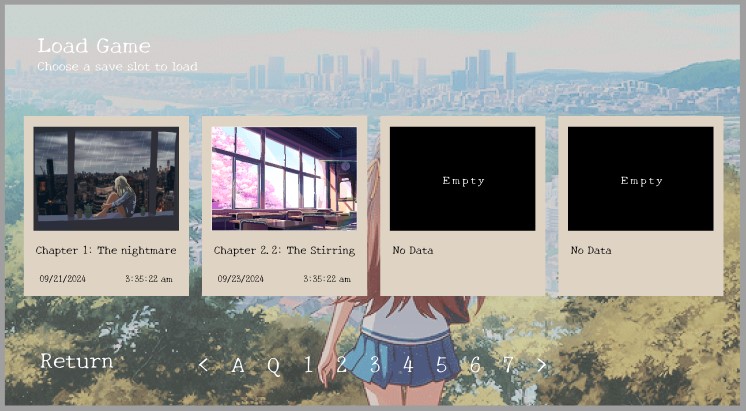 Load Game
Choose a save slot to load
Empty
Empty
Chapter 1: The nightmare
Chapter 2.2: The Stirring
No Data
No Data
09/21/2024 3:35:22 am
09/23/2024 3:35:22 am
Return
< A Q 1 2 3 4 5 6 7 >